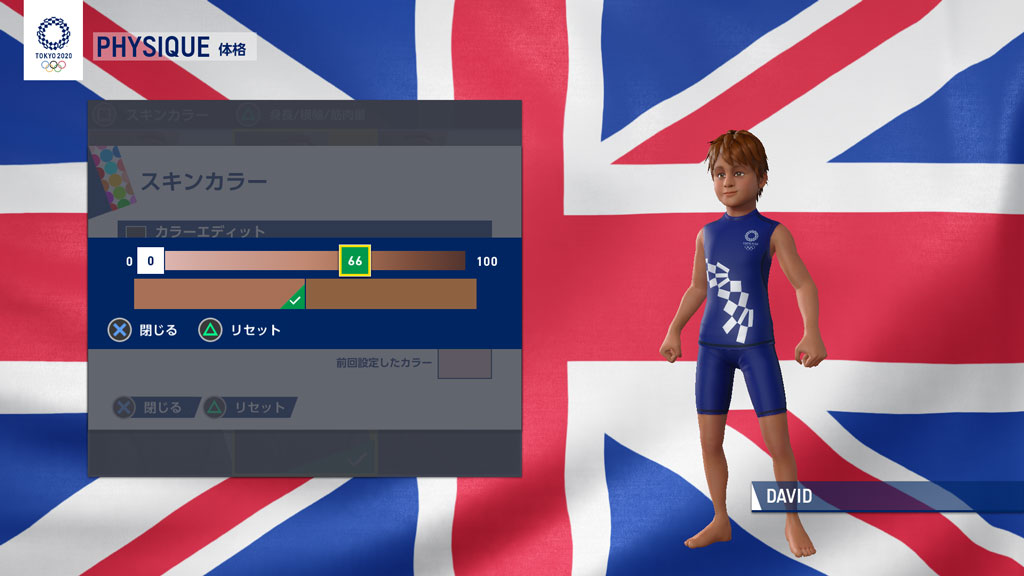 TOKYO 2020
PHYSIQUE 体格
スキンカラー
身長/横幅/筋肉量
スキンカラー
カラーエディット
0 0 66 100
閉じる リセット
前回設定したカラー
閉じる リセット
DAVID